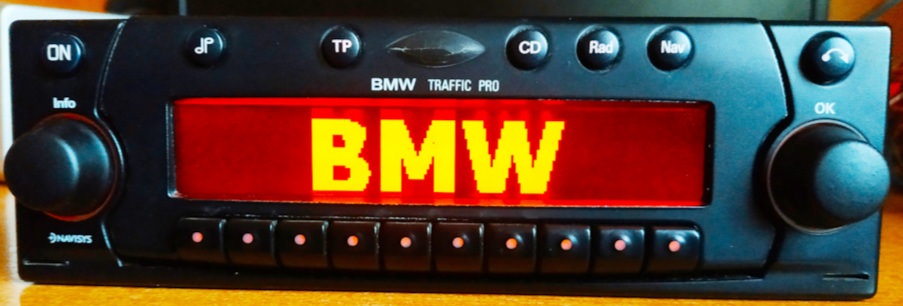 ON
TP
CD
Rad
Nav
BMW TRAFFIC PRO
Info
OK
BMW
NAVISYS